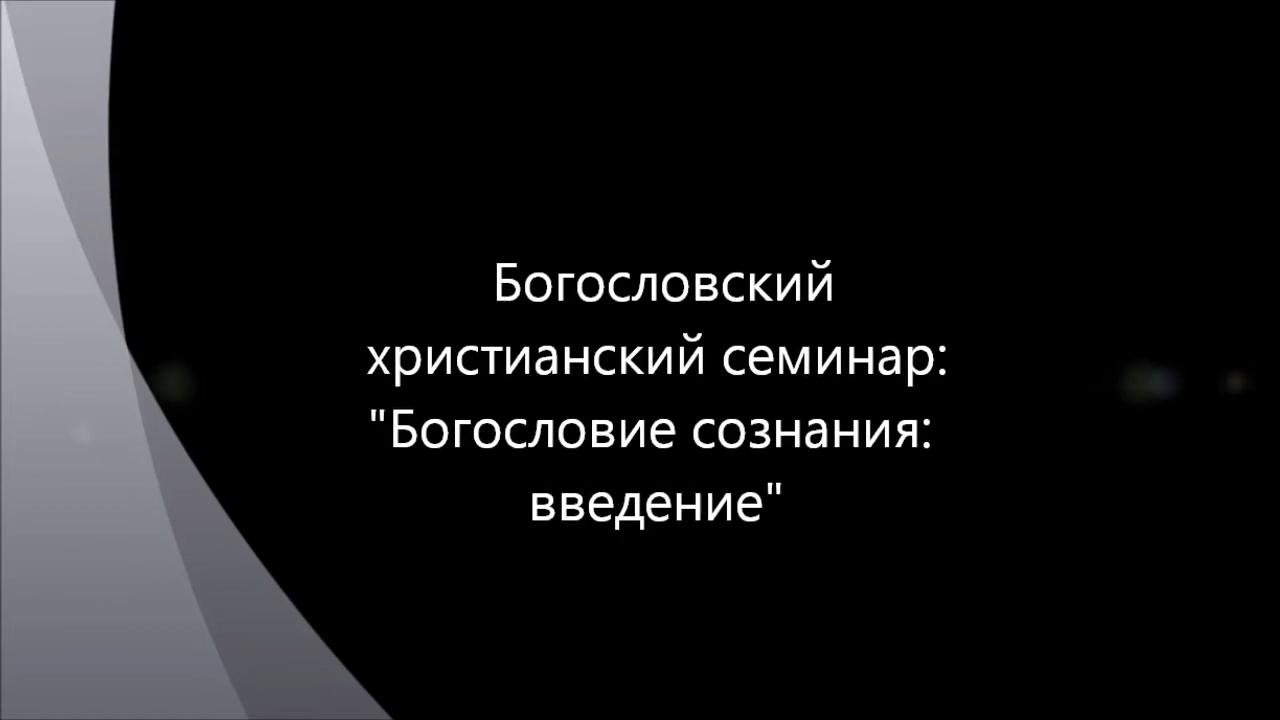 Богословский
христианский семинар:
"Богословие сознания:
введение"